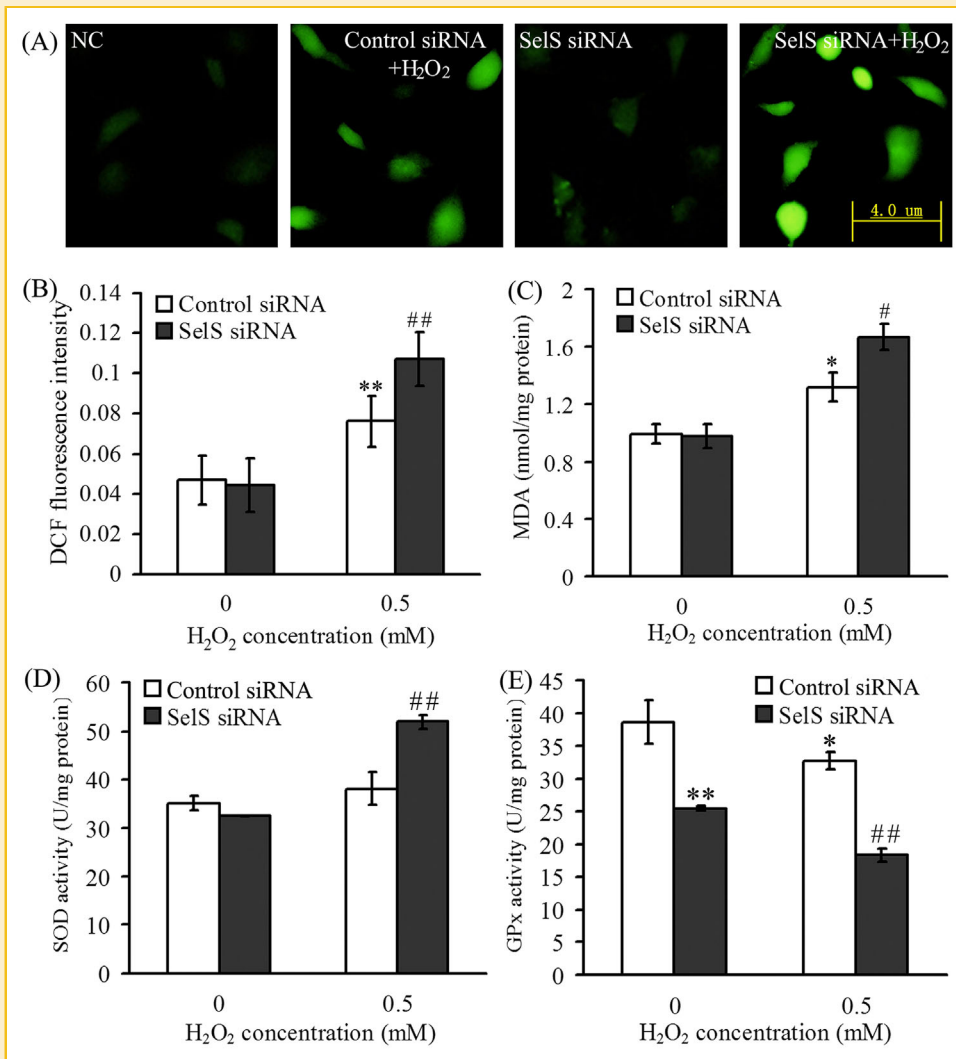 (A)
NC
Control siRNA
+H₂O₂
SelS siRNA
SelS siRNA+H₂O₂
4.0 um
(B)
DCF fluorescence intensity
0.14
0.12
0.1
0.08
0.06
0.04
0.02
0
Control siRNA
SelS siRNA
**
##
0
0.5
H₂O₂ concentration (mM)
(C)
MDA (nmol/mg protein)
2
1.6
1.2
0.8
0.4
0
Control siRNA
SelS siRNA
*
#
0
0.5
H₂O₂ concentration (mM)
(D)
SOD activity (U/mg protein)
60
50
40
30
20
10
0
Control siRNA
SelS siRNA
##
0
0.5
H₂O₂ concentration (mM)
(E)
GPx activity (U/mg protein)
45
40
35
30
25
20
15
10
5
0
Control siRNA
SelS siRNA
**
*
##
0
0.5
H₂O₂ concentration (mM)